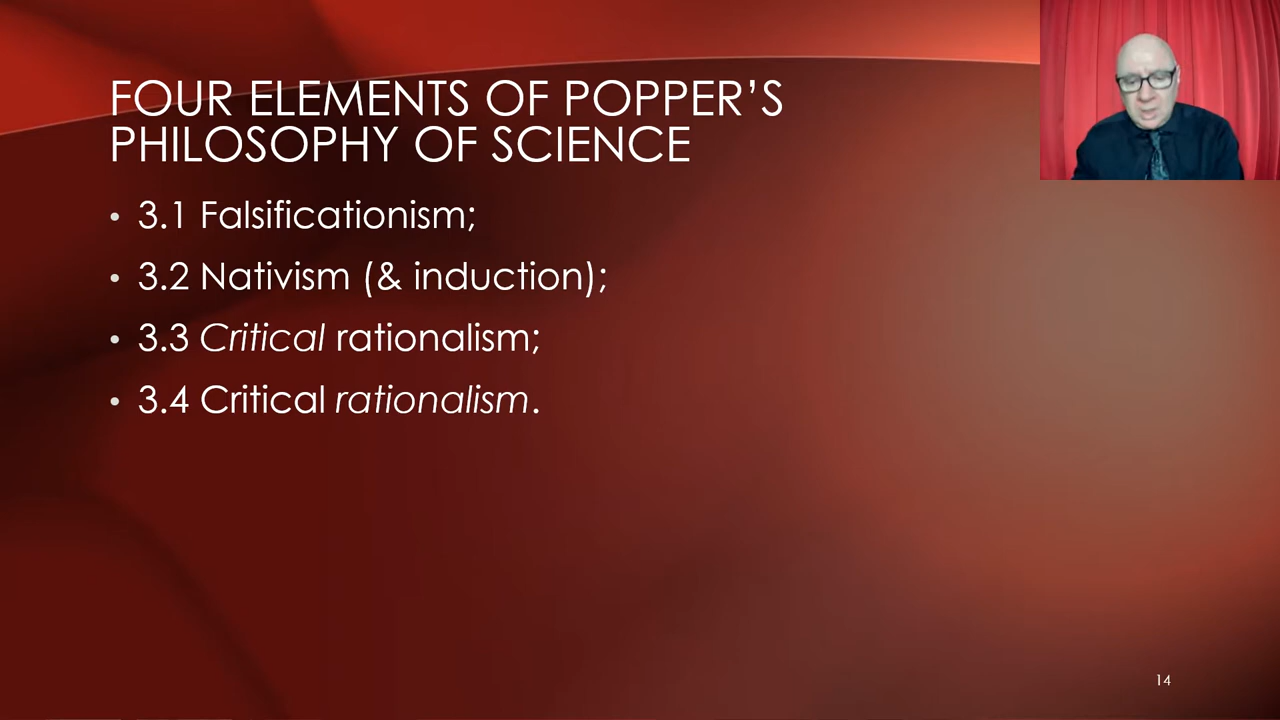 FOUR ELEMENTS OF POPPER’S
PHILOSOPHY OF SCIENCE
• 3.1 Falsificationism;
• 3.2 Nativism (& induction);
• 3.3 Critical rationalism;
• 3.4 Critical rationalism.
14